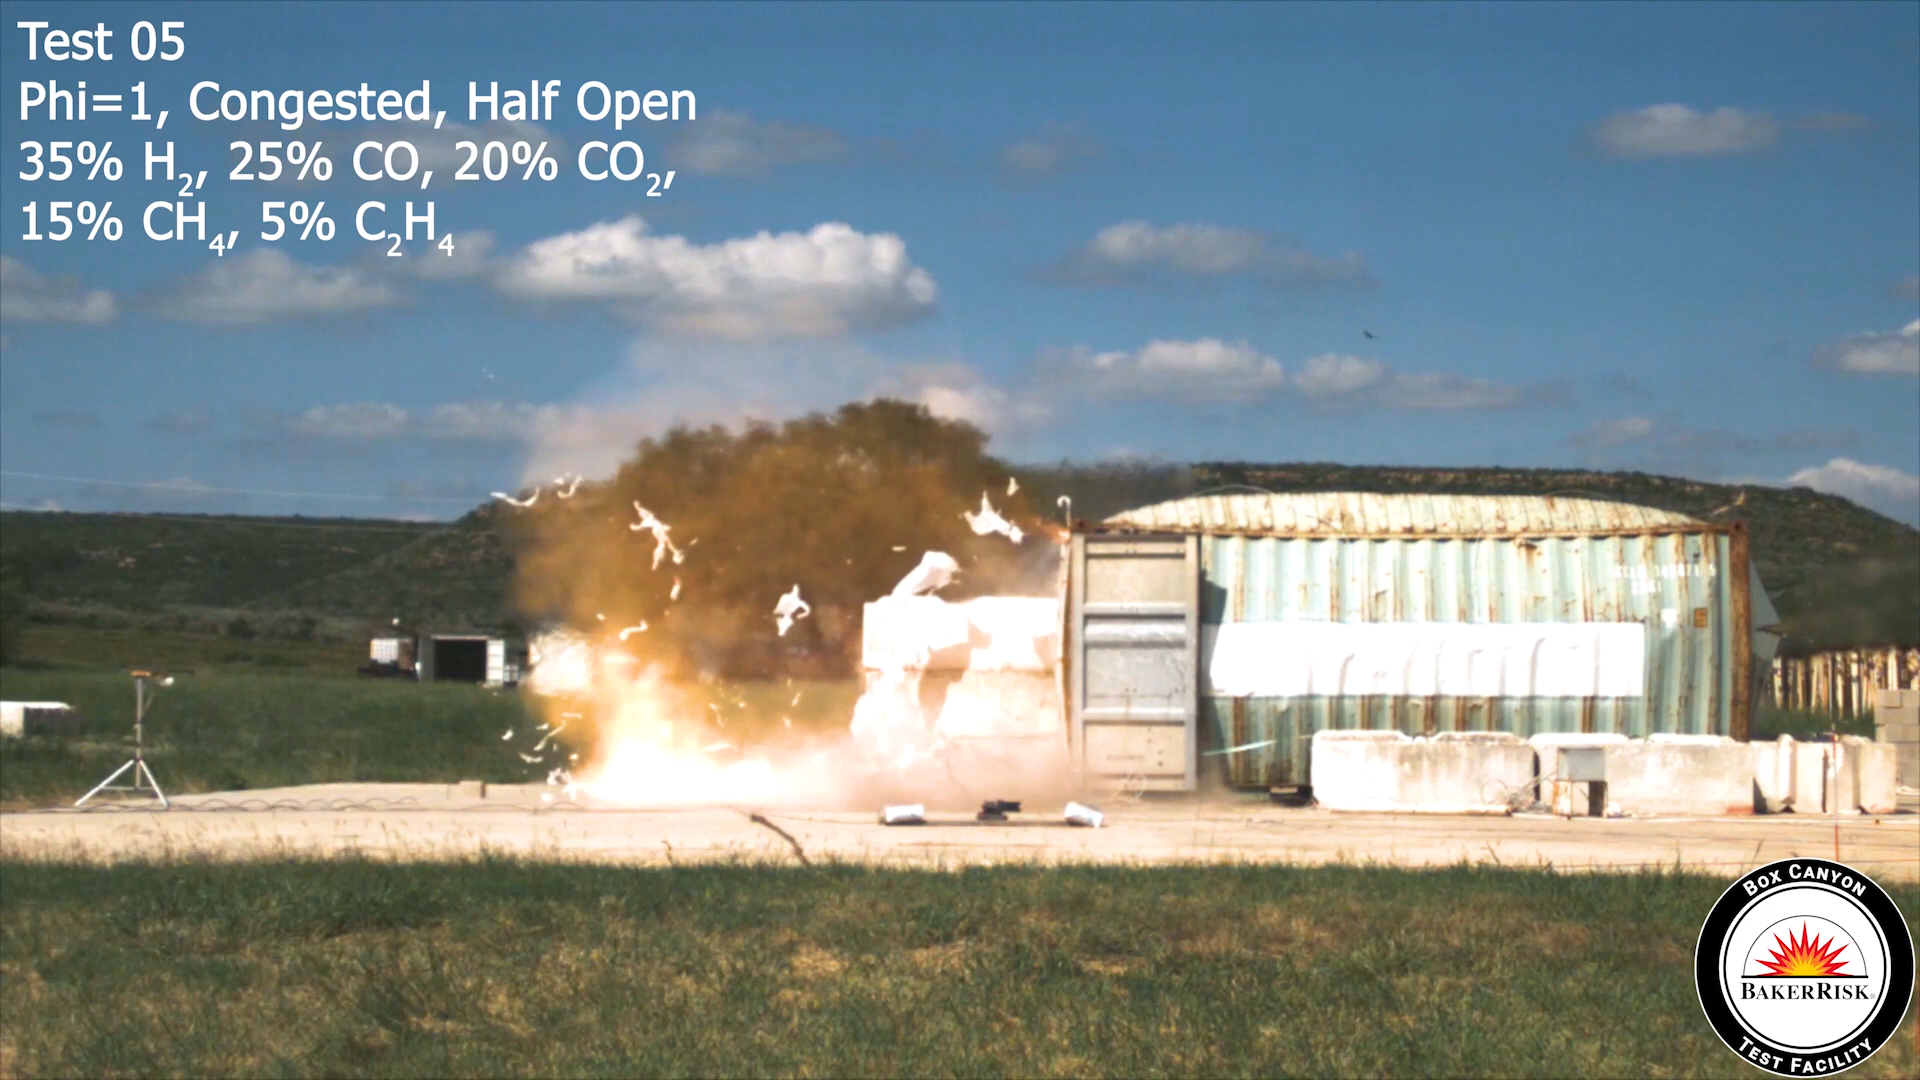 Test 05
Phi=1, Congested, Half Open
35% H₂, 25% CO, 20% CO₂,
15% CH₄, 5% C₂H₄
BOX CANYON
BAKERRISK
TEST FACILITY